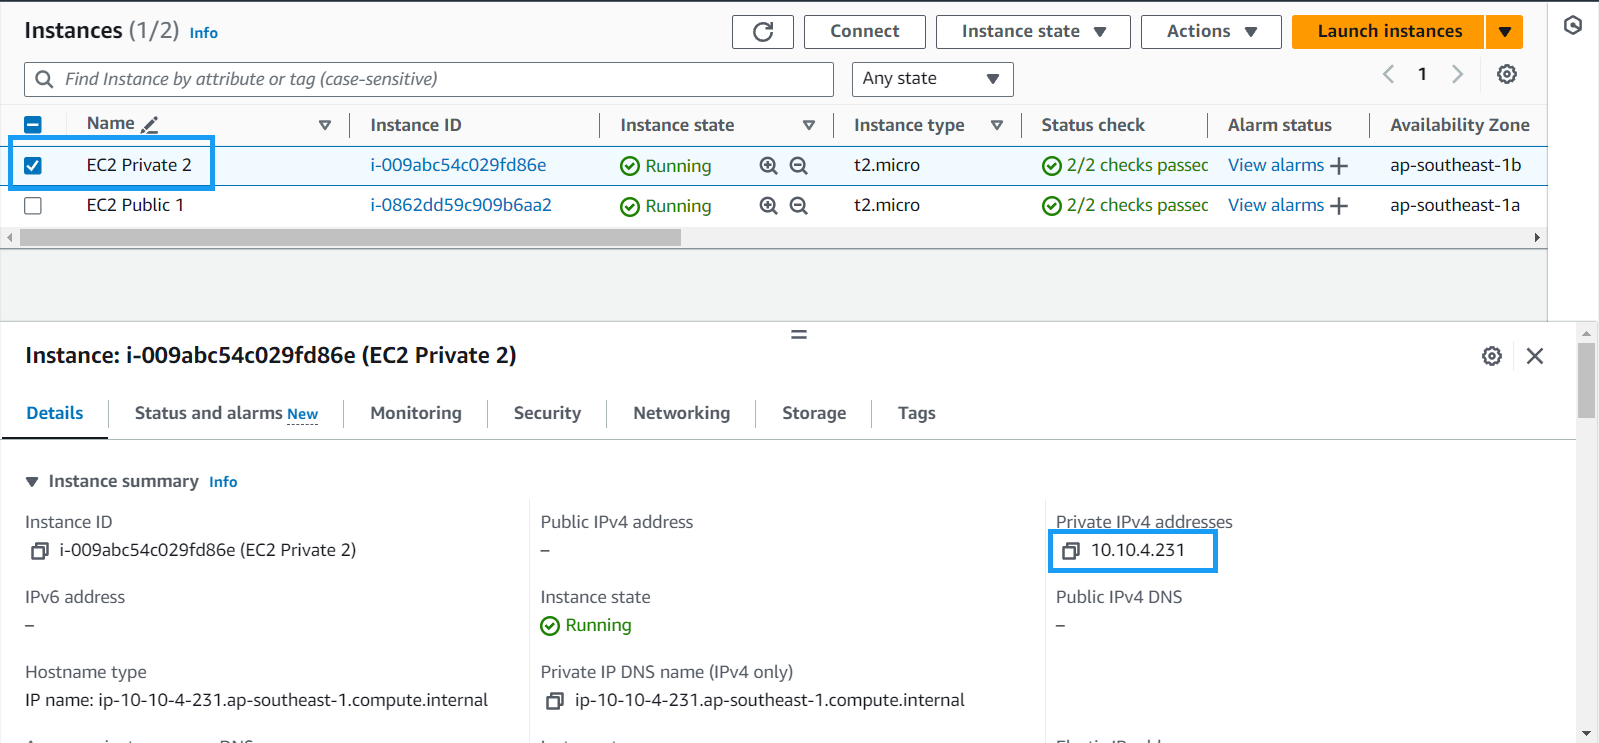 Instances (1/2) Info
Connect
Instance state
Actions
Launch instances
Find Instance by attribute or tag (case-sensitive)
Any state
1
Name Instance ID Instance state Instance type Status check Alarm status Availability Zone
EC2 Private 2 i-009abc54c029fd86e Running t2.micro 2/2 checks passed View alarms + ap-southeast-1b
EC2 Public 1 i-0862dd59c909b6aa2 Running t2.micro 2/2 checks passed View alarms + ap-southeast-1a
Instance: i-009abc54c029fd86e (EC2 Private 2)
Details Status and alarms New Monitoring Security Networking Storage Tags
Instance summary Info
Instance ID
i-009abc54c029fd86e (EC2 Private 2)
Public IPv4 address
–
Private IPv4 addresses
10.10.4.231
IPv6 address
–
Instance state
Running
Public IPv4 DNS
–
Hostname type
IP name: ip-10-10-4-231.ap-southeast-1.compute.internal
Private IP DNS name (IPv4 only)
ip-10-10-4-231.ap-southeast-1.compute.internal